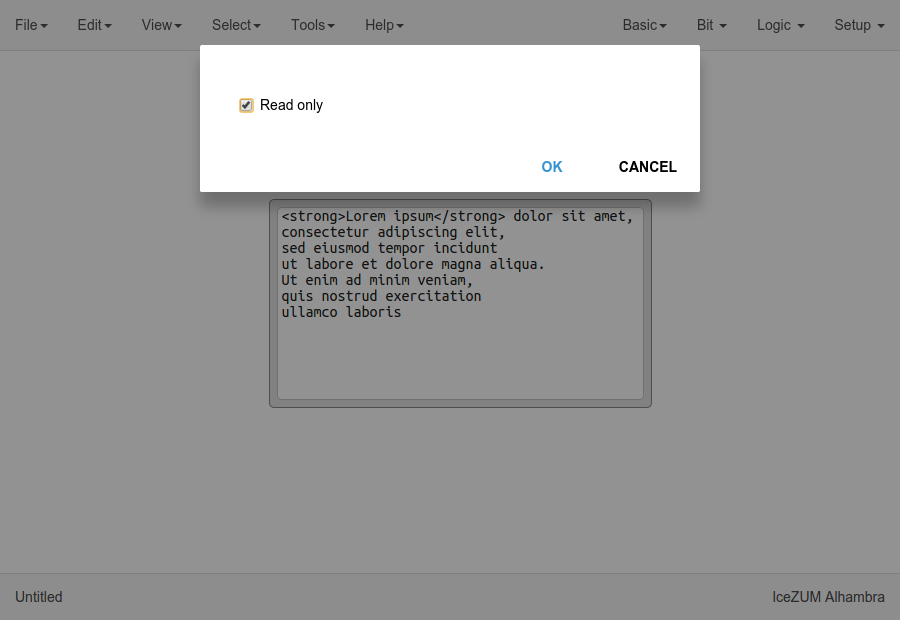 File Edit View Select Tools Help Basic Bit Logic Setup
Read only
OK CANCEL
<strong>Lorem ipsum</strong> dolor sit amet,
consectetur adipiscing elit,
sed eiusmod tempor incidunt
ut labore et dolore magna aliqua.
Ut enim ad minim veniam,
quis nostrud exercitation
ullamco laboris
Untitled IceZUM Alhambra